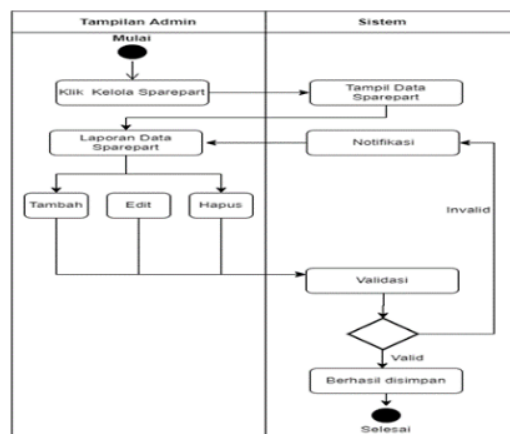 Tampilan Admin
Sistem
Mulai
Klik Kelola Sparepart
Tampil Data
Sparepart
Laporan Data
Sparepart
Notifikasi
Tambah
Edit
Hapus
Invalid
Validasi
Valid
Berhasil disimpan
Selesai